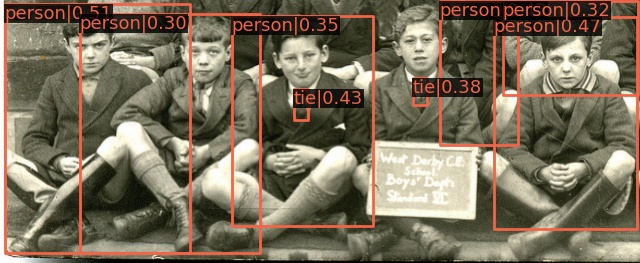 person|0.51
person|0.30
person|0.35
tie|0.43
tie|0.38
person
person|0.32
person|0.47
West Derby C.E.
School
Boys' Dept.
Standard VI